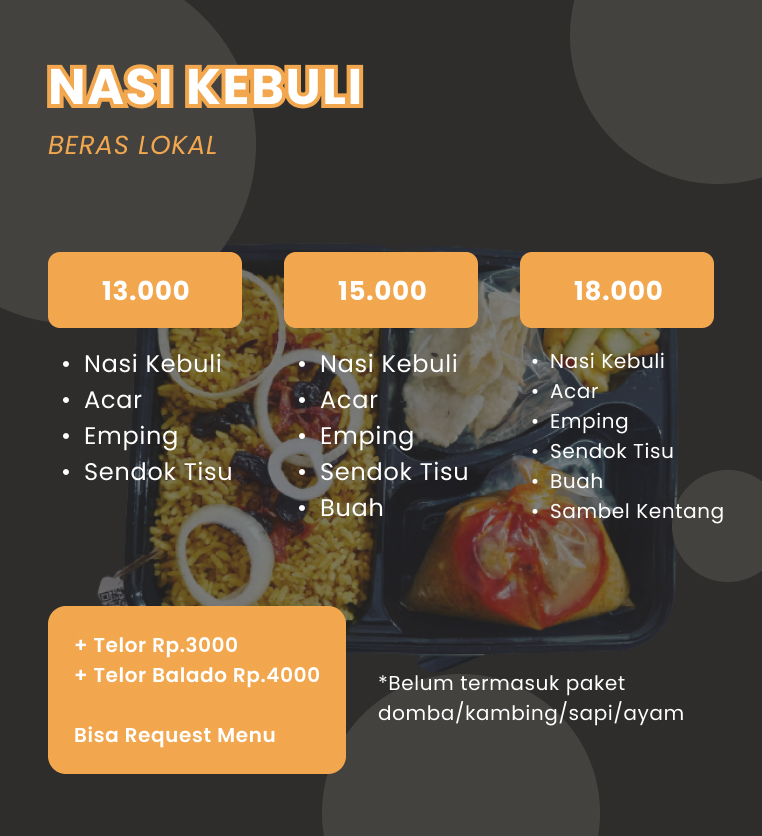 NASI KEBULI
BERAS LOKAL
13.000
• Nasi Kebuli
• Acar
• Emping
• Sendok Tisu
15.000
• Nasi Kebuli
• Acar
• Emping
• Sendok Tisu
• Buah
18.000
• Nasi Kebuli
• Acar
• Emping
• Sendok Tisu
• Buah
• Sambel Kentang
+ Telor Rp.3000
+ Telor Balado Rp.4000
Bisa Request Menu
*Belum termasuk paket
domba/kambing/sapi/ayam